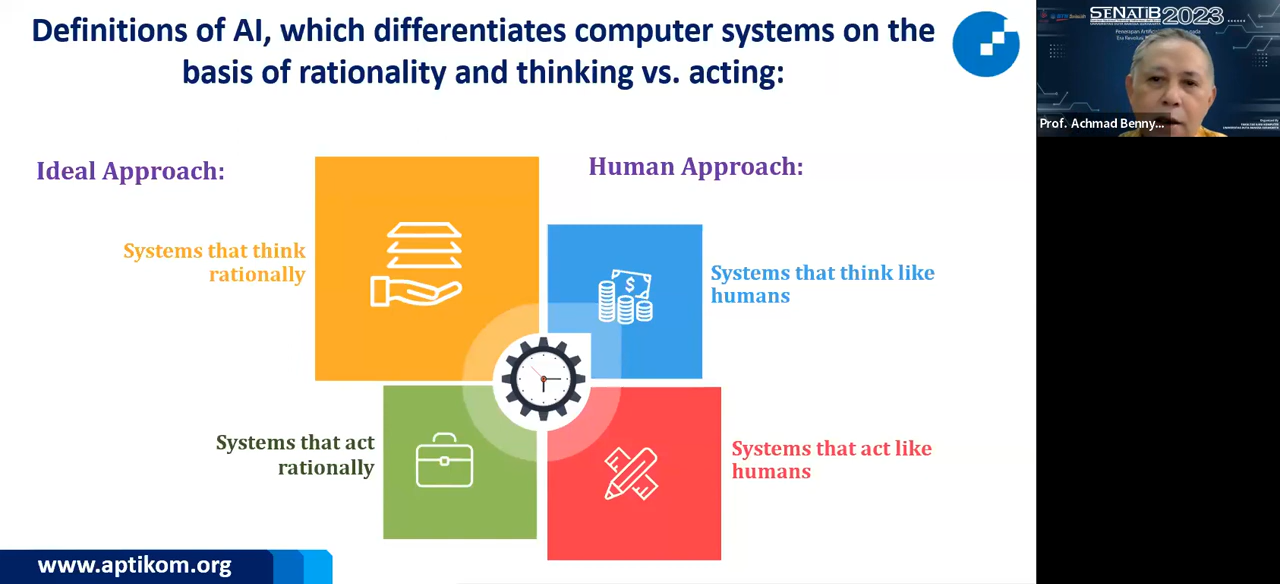 Definitions of AI, which differentiates computer systems on the
basis of rationality and thinking vs. acting:
Ideal Approach:
Human Approach:
Systems that think
rationally
Systems that think like
humans
$
Systems that act
rationally
Systems that act like
humans
www.aptikom.org
SENATIB 2023
Prof. Achmad Benny...